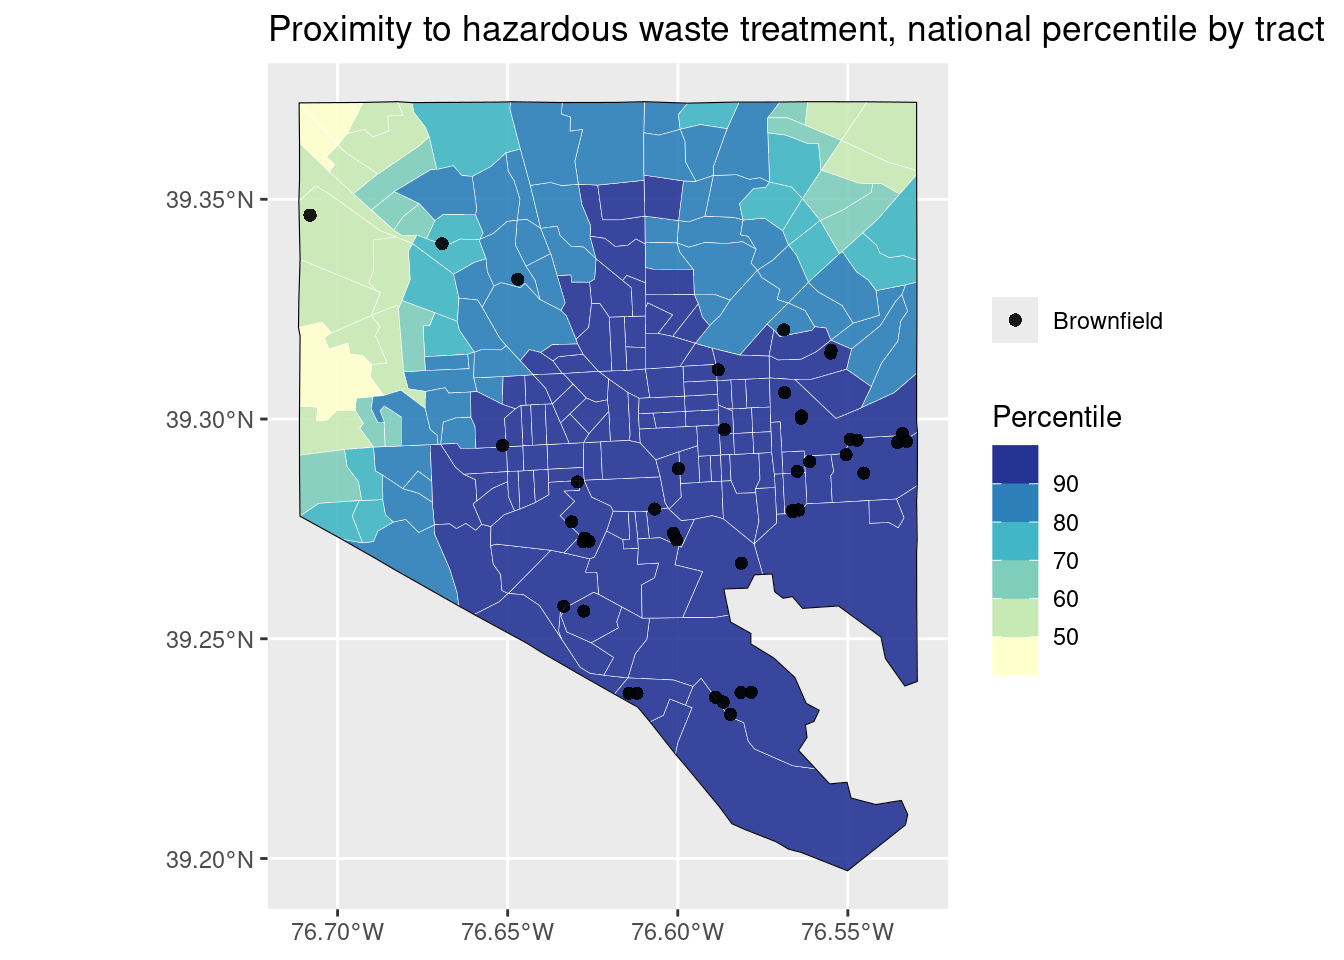 Proximity to hazardous waste treatment, national percentile by tract
39.35°N
39.30°N
39.25°N
39.20°N
76.70°W
76.65°W
76.60°W
76.55°W
Brownfield
Percentile
90
80
70
60
50